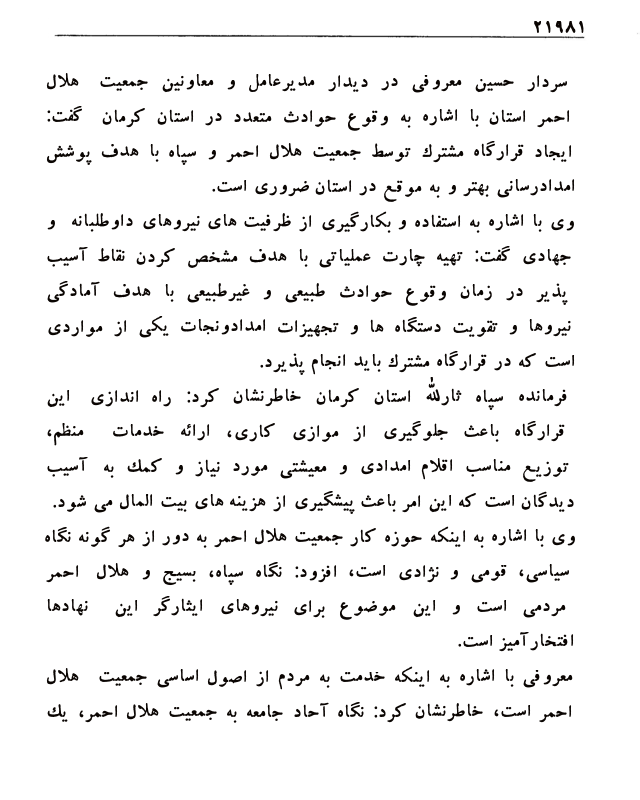 ۲۱۹۸۱
سردار حسین معروفی در دیدار مدیرعامل و معاونین جمعیت هلال
احمر استان با اشاره به وقوع حوادث متعدد در استان کرمان گفت:
ایجاد قرارگاه مشترك توسط جمعیت هلال احمر و سپاه با هدف پوشش
امدادرسانی بهتر و به موقع در استان ضروری است.
وی با اشاره به استفاده و بکارگیری از ظرفیت های نیروهای داوطلبانه و
جهادی گفت: تهیه چارت عملیاتی با هدف مشخص کردن نقاط آسیب
پذیر در زمان وقوع حوادث طبیعی و غیرطبیعی با هدف آمادگی
نیروها و تقویت دستگاه ها و تجهیزات امدادونجات یکی از مواردی
است که در قرارگاه مشترك باید انجام پذیرد.
فرمانده سپاه ثارالله استان کرمان خاطرنشان کرد: راه اندازی این
قرارگاه باعث جلوگیری از موازی کاری، ارائه خدمات منظم،
توزیع مناسب اقلام امدادی و معیشتی مورد نیاز و کمك به آسیب
دیدگان است که این امر باعث پیشگیری از هزینه های بیت المال می شود.
وی با اشاره به اینکه حوزه کار جمعیت هلال احمر به دور از هر گونه نگاه
سیاسی، قومی و نژادی است، افزود: نگاه سپاه، بسیج و هلال احمر
مردمی است و این موضوع برای نیروهای ایثارگر این نهادها
افتخارآمیز است.
معروفی با اشاره به اینکه خدمت به مردم از اصول اساسی جمعیت هلال
احمر است، خاطرنشان کرد: نگاه آحاد جامعه به جمعیت هلال احمر، یك